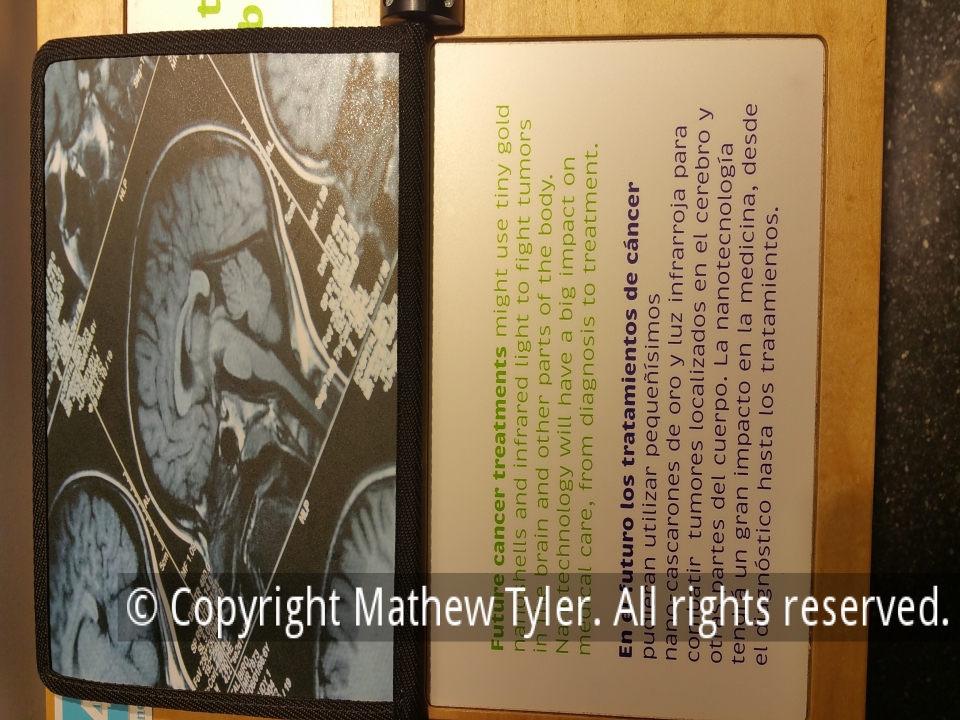 Future cancer treatments might use tiny gold
nanoshells and infrared light to fight tumors
in the brain and other parts of the body.
Nanotechnology will have a big impact on
medical care, from diagnosis to treatment.
En el futuro los tratamientos de cáncer
puedan utilizar pequeñísimos
nano-cascarones de oro y luz infrarroja para
combatir tumores localizados en el cerebro y
otras partes del cuerpo. La nanotecnología
tendrá un gran impacto en la medicina, desde
el diagnóstico hasta los tratamientos.
© Copyright Mathew Tyler. All rights reserved.